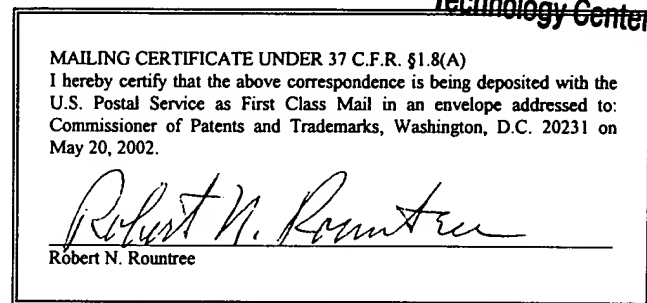 Technology Center
MAILING CERTIFICATE UNDER 37 C.F.R. §1.8(A)
I hereby certify that the above correspondence is being deposited with the
U.S. Postal Service as First Class Mail in an envelope addressed to:
Commissioner of Patents and Trademarks, Washington, D.C. 20231 on
May 20, 2002.
Robert N. Rountree
Robert N. Rountree